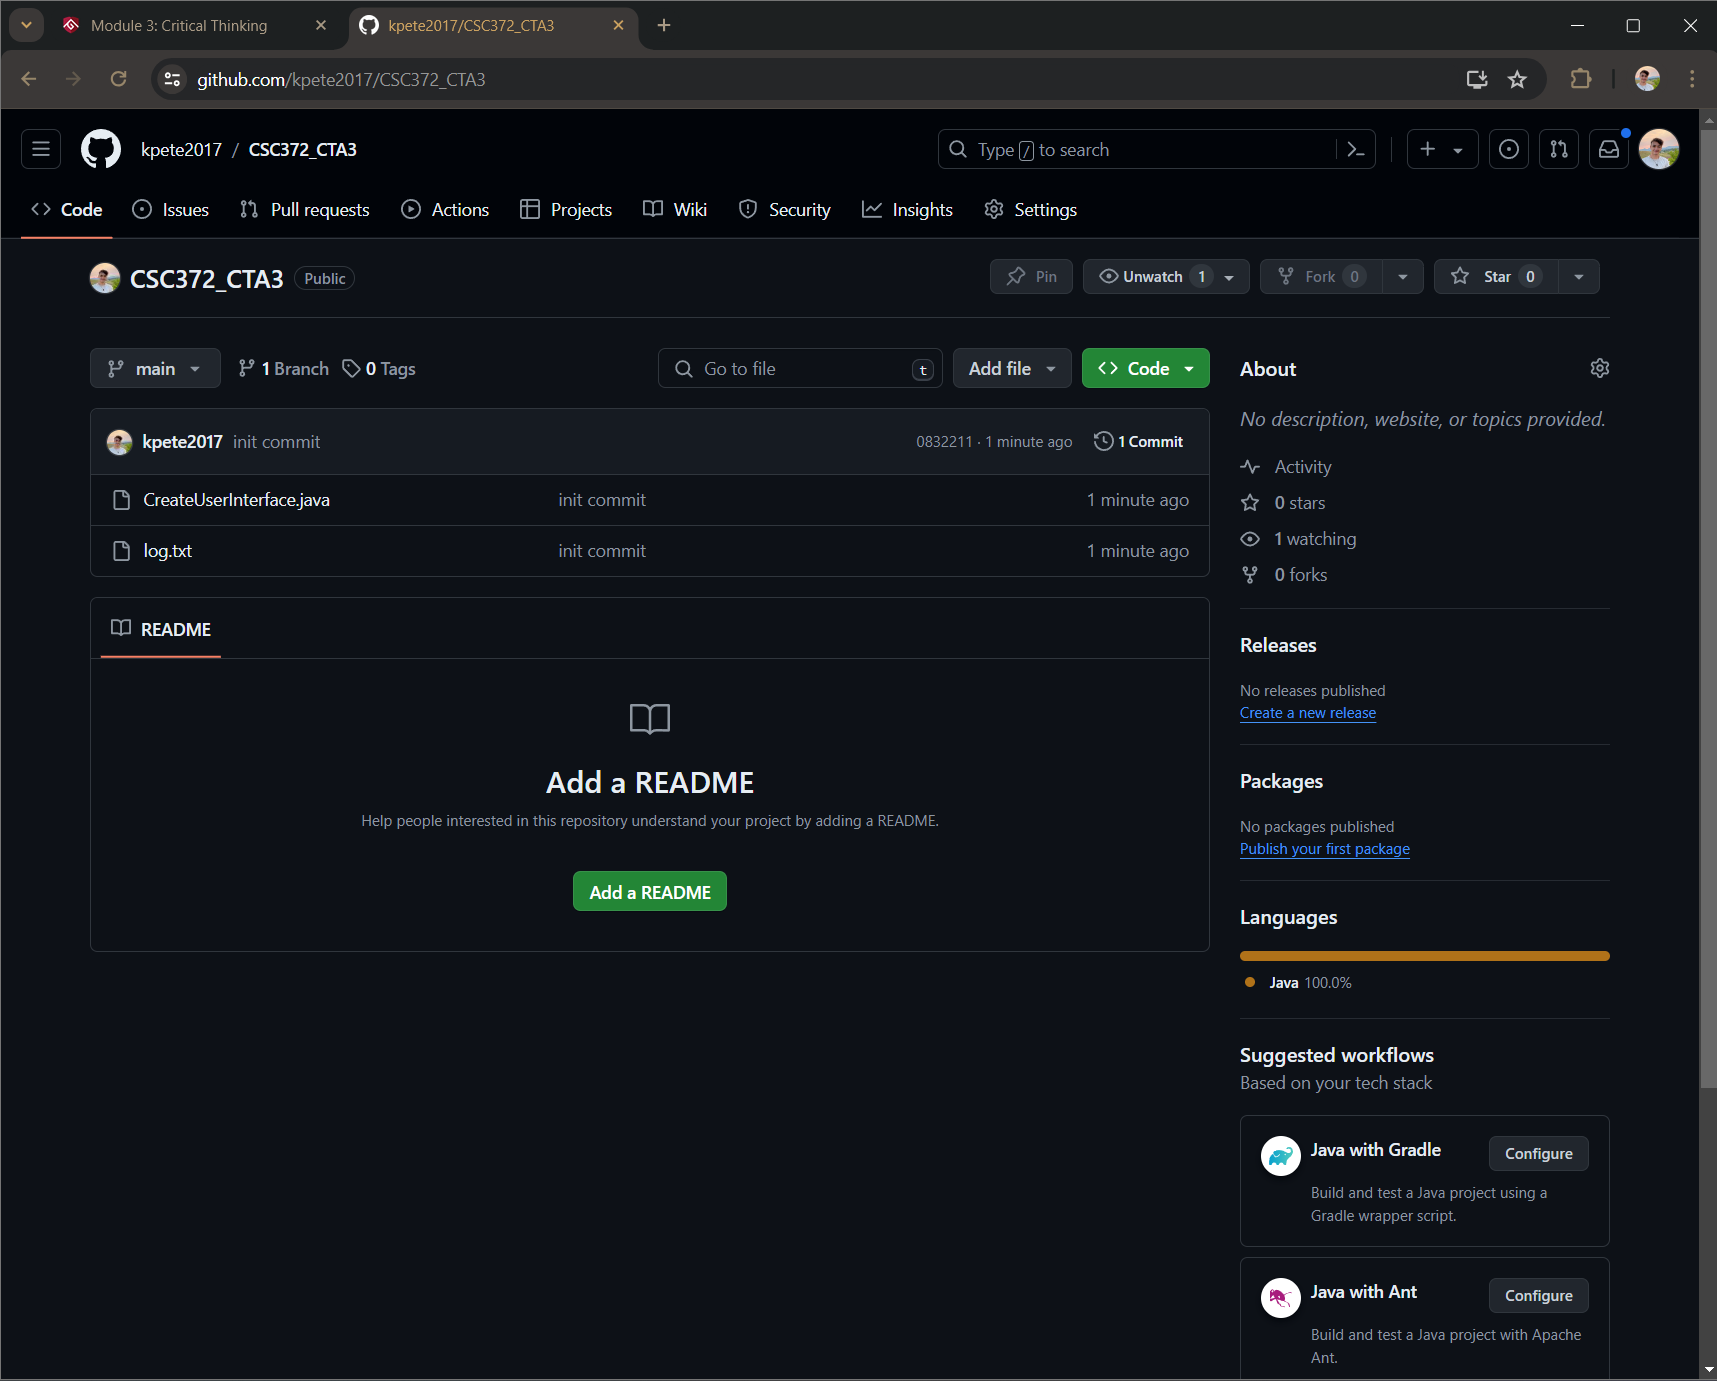 Module 3: Critical Thinking
kpete2017/CSC372_CTA3
github.com/kpete2017/CSC372_CTA3
kpete2017 / CSC372_CTA3
Type / to search
Code
Issues
Pull requests
Actions
Projects
Wiki
Security
Insights
Settings
CSC372_CTA3 Public
Pin
Unwatch 1
Fork 0
Star 0
main
1 Branch
0 Tags
Go to file t
Add file
Code
kpete2017 init commit
0832211 · 1 minute ago
1 Commit
CreateUserInterface.java init commit 1 minute ago
log.txt init commit 1 minute ago
README
Add a README
Help people interested in this repository understand your project by adding a README.
Add a README
About
No description, website, or topics provided.
Activity
0 stars
1 watching
0 forks
Releases
No releases published
Create a new release
Packages
No packages published
Publish your first package
Languages
Java 100.0%
Suggested workflows
Based on your tech stack
Java with Gradle
Configure
Build and test a Java project using a
Gradle wrapper script.
Java with Ant
Configure
Build and test a Java project with Apache
Ant.